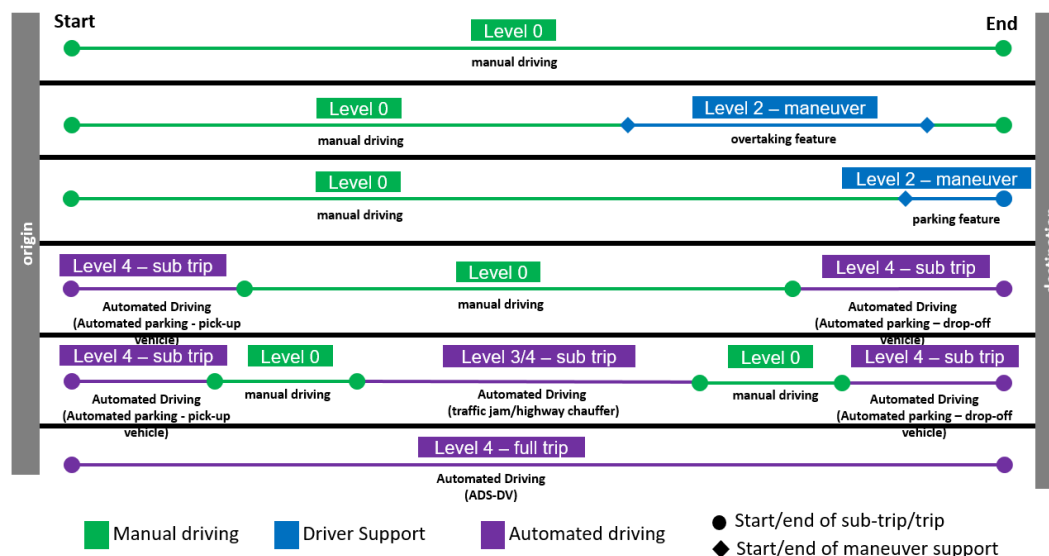 Start
End
Level 0
manual driving
Level 0
Level 2 – maneuver
manual driving
overtaking feature
Level 0
Level 2 – maneuver
manual driving
parking feature
origin
destination
Level 4 – sub trip
Level 0
Level 4 – sub trip
Automated Driving
(Automated parking - pick-up
vehicle)
manual driving
Automated Driving
(Automated parking – drop-off
vehicle)
Level 4 – sub trip
Level 0
Level 3/4 – sub trip
Level 0
Level 4 – sub trip
Automated Driving
(Automated parking - pick-up
vehicle)
manual driving
Automated Driving
(traffic jam/highway chauffer)
manual driving
Automated Driving
(Automated parking – drop-off
vehicle)
Level 4 – full trip
Automated Driving
(ADS-DV)
Manual driving
Driver Support
Automated driving
Start/end of sub-trip/trip
Start/end of maneuver support